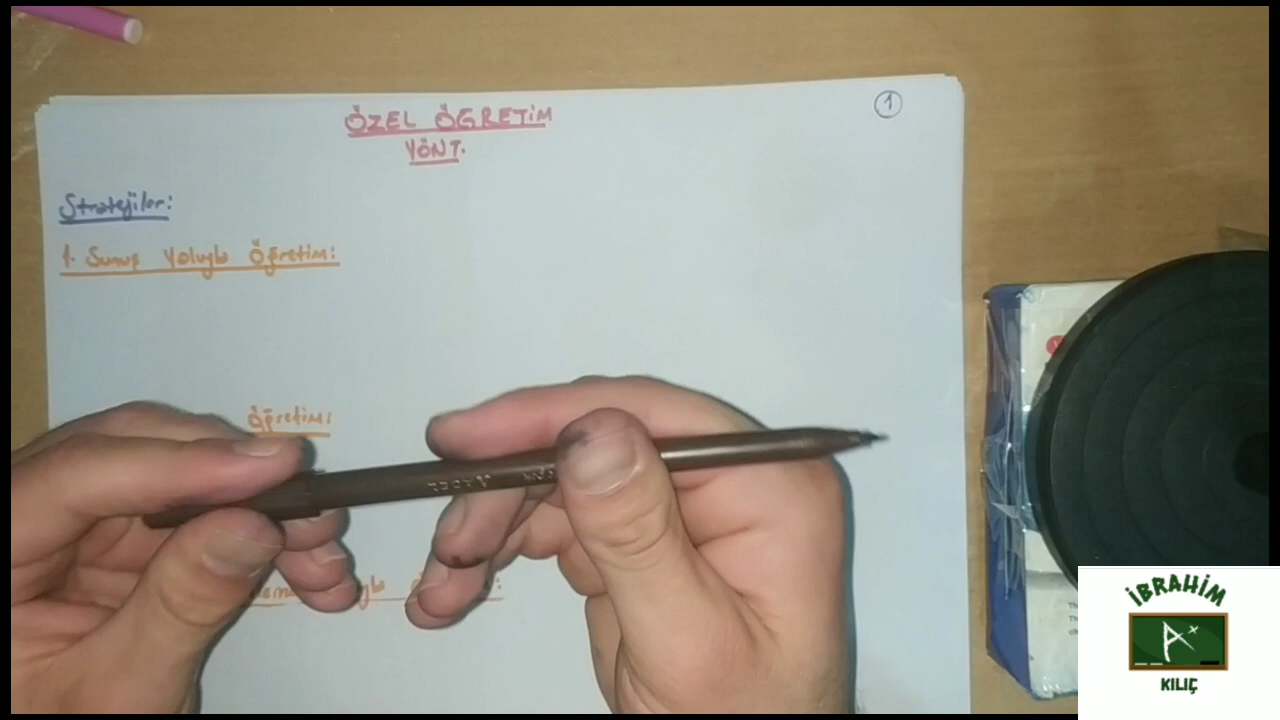 ÖZEL ÖĞRETİM
YÖNT.
1
Stratejiler:
1. Sunuş Yoluyla Öğretim:
Öğretim:
İBRAHİM
A+
KILIÇ